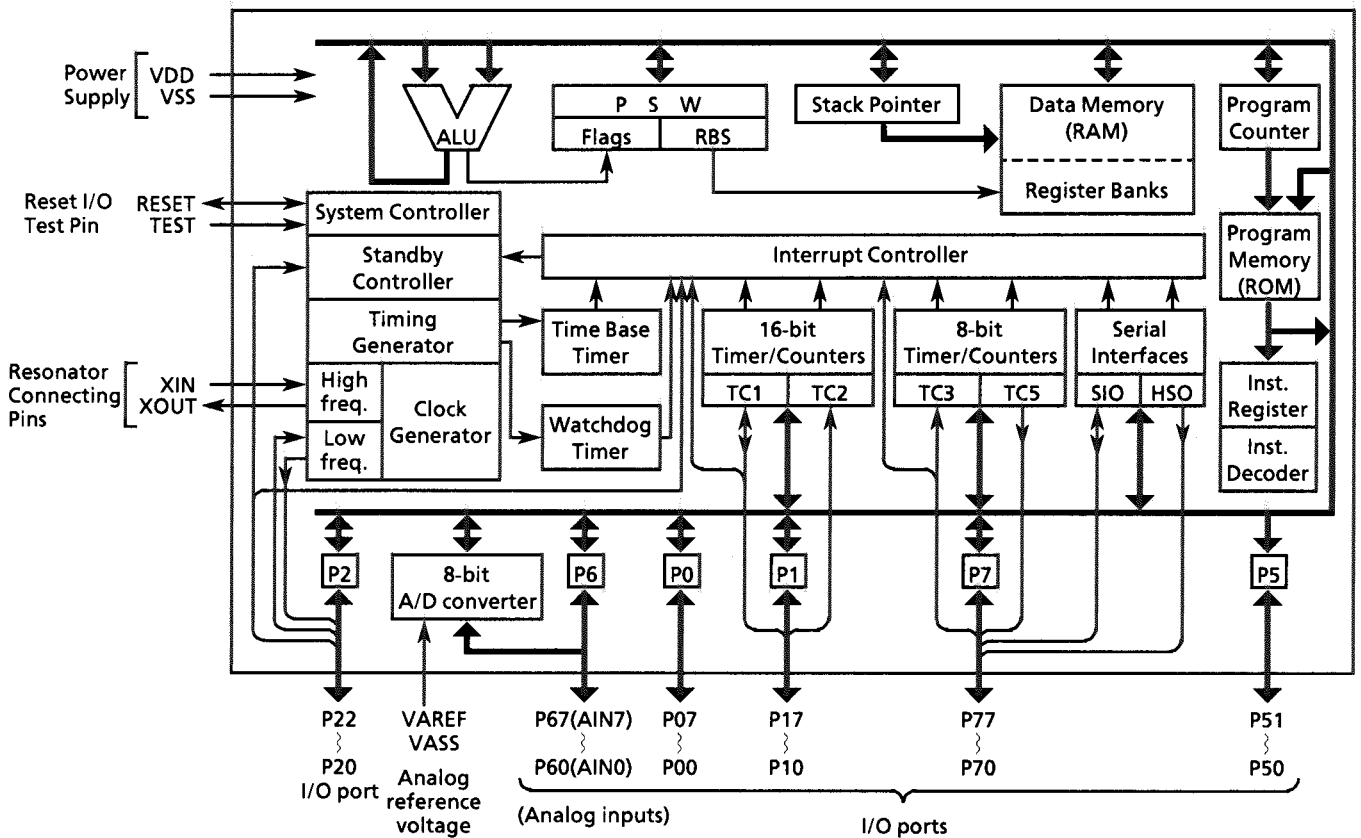 Power
Supply
VDD
VSS
ALU
P S W
Flags
RBS
Stack Pointer
Data Memory
(RAM)
Register Banks
Program
Counter
Reset I/O
Test Pin
RESET
TEST
System Controller
Standby
Controller
Timing
Generator
High
freq.
Low
freq.
Clock
Generator
Interrupt Controller
Program
Memory
(ROM)
Time Base
Timer
Watchdog
Timer
16-bit
Timer/Counters
TC1
TC2
8-bit
Timer/Counters
TC3
TC5
Serial
Interfaces
SIO
HSO
Inst.
Register
Inst.
Decoder
Resonator
Connecting
Pins
XIN
XOUT
P2
8-bit
A/D converter
P6
P0
P1
P7
P5
P22
P20
I/O port
VAREF
VASS
Analog
reference
voltage
P67(AIN7)
P60(AIN0)
(Analog inputs)
P07
P00
P17
P10
P77
P70
P51
P50
I/O ports